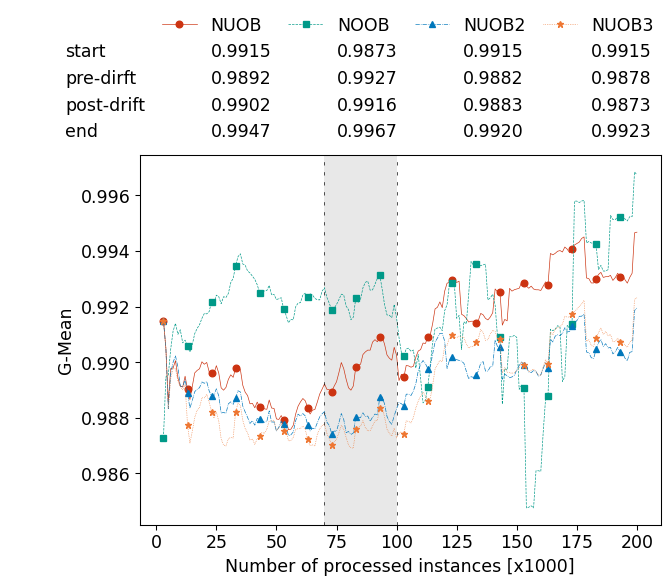 NUOB NOOB NUOB2 NUOB3
start 0.9915 0.9873 0.9915 0.9915
pre-dirft 0.9892 0.9927 0.9882 0.9878
post-drift 0.9902 0.9916 0.9883 0.9873
end 0.9947 0.9967 0.9920 0.9923
0.996
0.994
0.992
0.990
0.988
0.986
G-Mean
0 25 50 75 100 125 150 175 200
Number of processed instances [x1000]